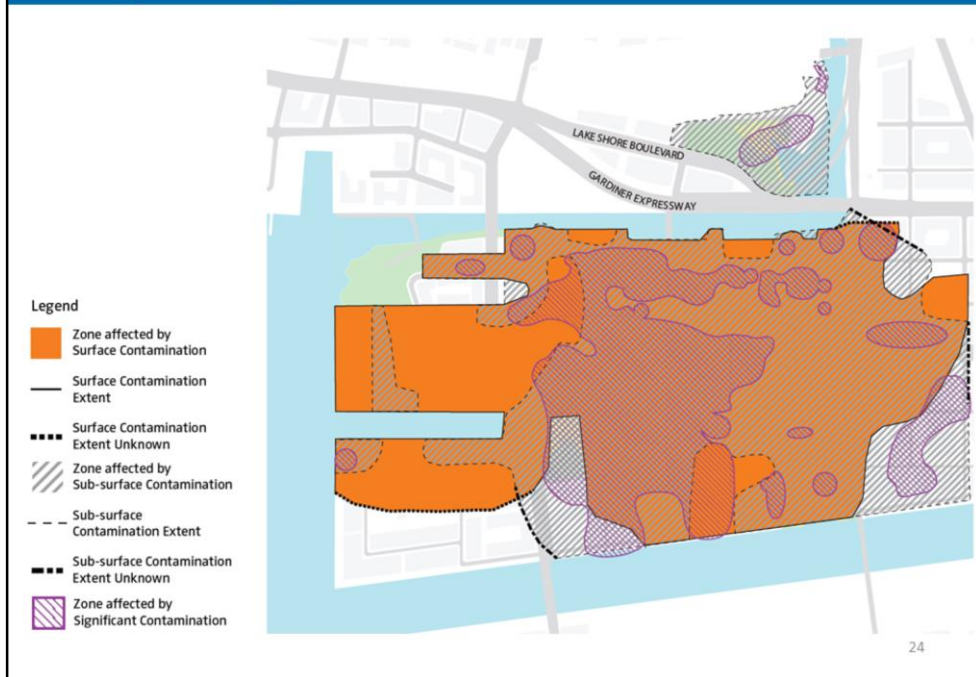 LAKE SHORE BOULEVARD
GARDINER EXPRESSWAY
Legend
Zone affected by
Surface Contamination
Surface Contamination
Extent
Surface Contamination
Extent Unknown
Zone affected by
Sub-surface Contamination
Sub-surface
Contamination Extent
Sub-surface Contamination
Extent Unknown
Zone affected by
Significant Contamination
24